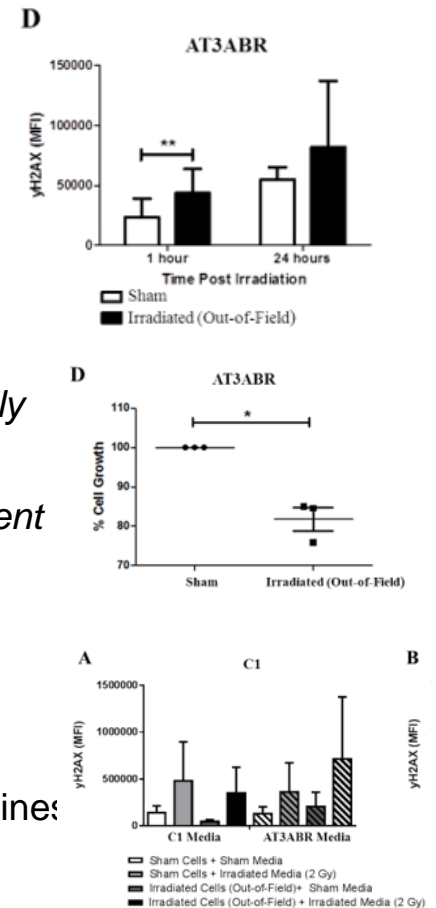 D
AT3ABR
γH2AX (MFI)
150000
100000
50000
0
**
1 hour
24 hours
Time Post Irradiation
Sham
Irradiated (Out-of-Field)
ly
ent
D
AT3ABR
% Cell Growth
110
100
90
80
70
*
Sham
Irradiated (Out-of-Field)
ines
A
C1
γH2AX (MFI)
1500000
1000000
500000
0
C1 Media
AT3ABR Media
Sham Cells + Sham Media
Sham Cells + Irradiated Media (2 Gy)
Irradiated Cells (Out-of-Field)+ Sham Media
Irradiated Cells (Out-of-Field) + Irradiated Media (2 Gy)
B
γH2AX (MFI)